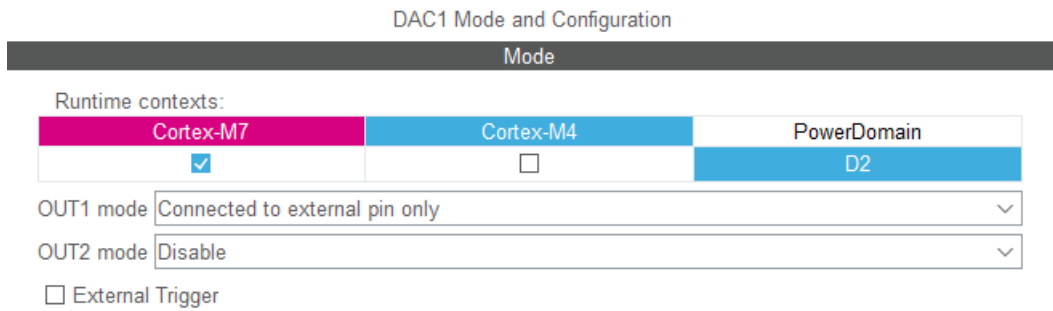 DAC1 Mode and Configuration
Mode
Runtime contexts:
Cortex-M7 Cortex-M4 PowerDomain
D2
OUT1 mode Connected to external pin only
OUT2 mode Disable
External Trigger